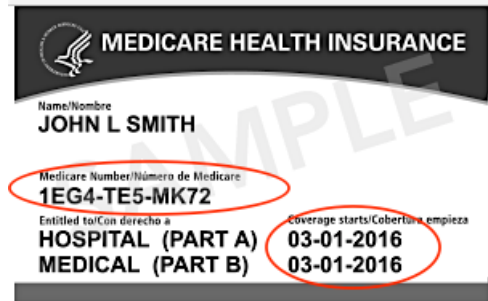 MEDICARE HEALTH INSURANCE
Name/Nombre
JOHN L SMITH
SAMPLE
Medicare Number/Número de Medicare
1EG4-TE5-MK72
Entitled to/Con derecho a Coverage starts/Cobertura empieza
HOSPITAL (PART A) 03-01-2016
MEDICAL (PART B) 03-01-2016